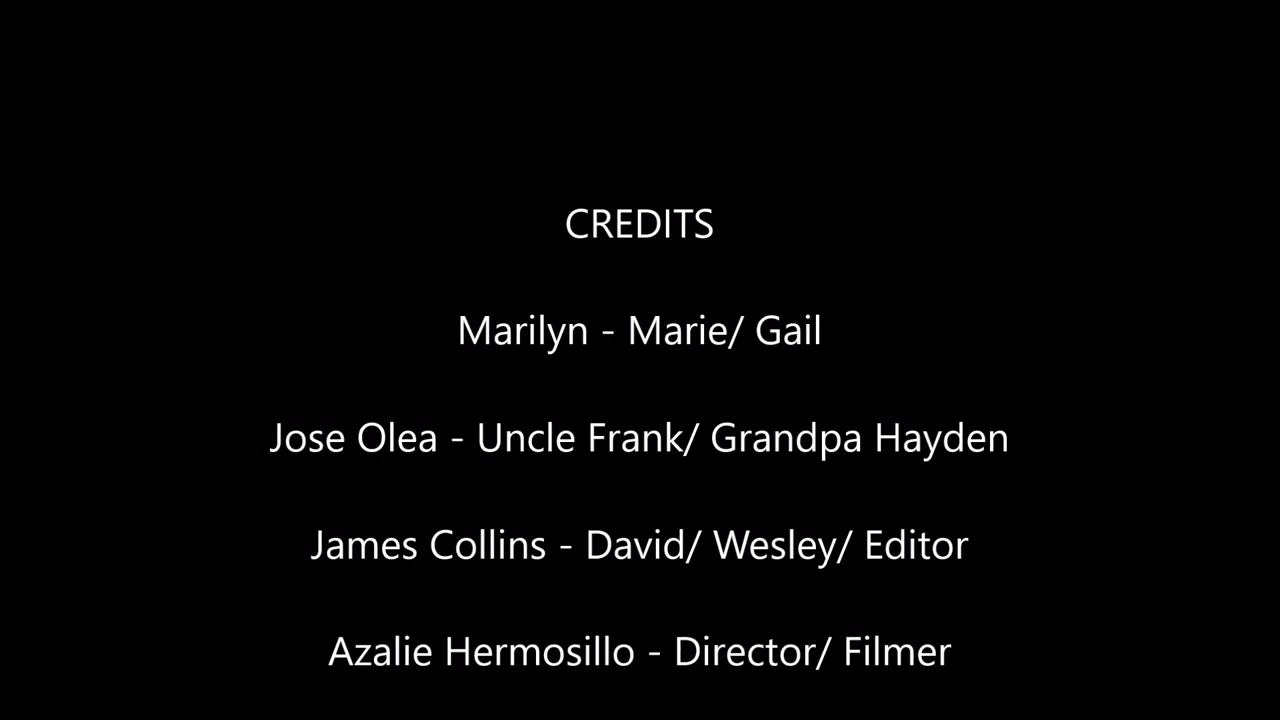 CREDITS
Marilyn - Marie/ Gail
Jose Olea - Uncle Frank/ Grandpa Hayden
James Collins - David/ Wesley/ Editor
Azalie Hermosillo - Director/ Filmer